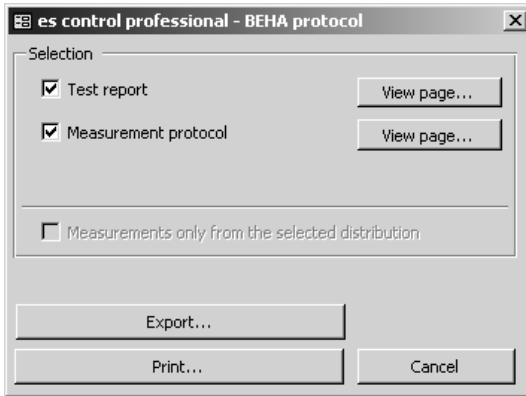 es control professional - BEHA protocol
Selection
Test report
View page...
Measurement protocol
View page...
Measurements only from the selected distribution
Export...
Print...
Cancel